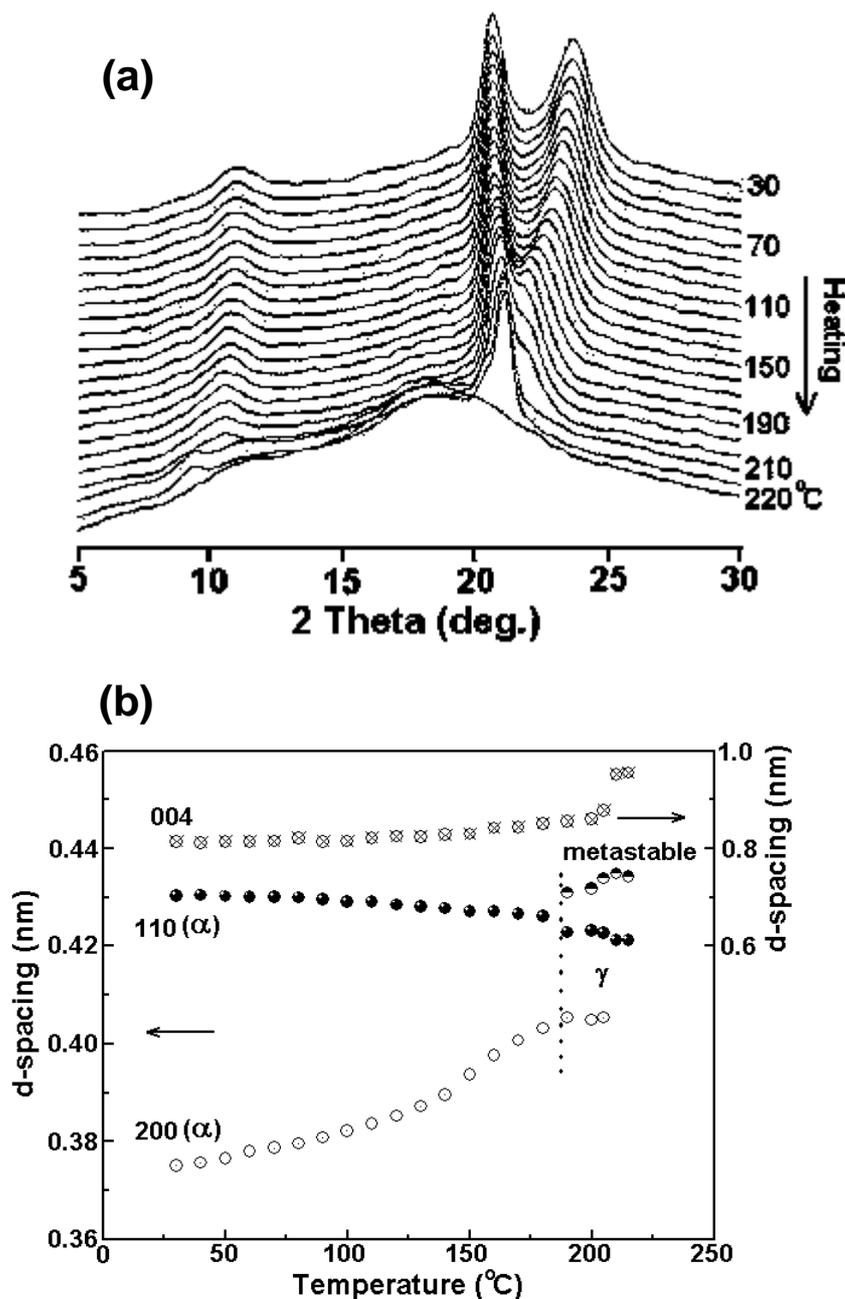 (a)
30
70
110
150
190
210
220°C
Heating
5 10 15 20 25 30
2 Theta (deg.)
(b)
0.46
0.44
0.42
0.40
0.38
0.36
1.0
0.8
0.6
d-spacing (nm)
d-spacing (nm)
004
metastable
110 (α)
γ
200 (α)
0 50 100 150 200 250
Temperature (°C)